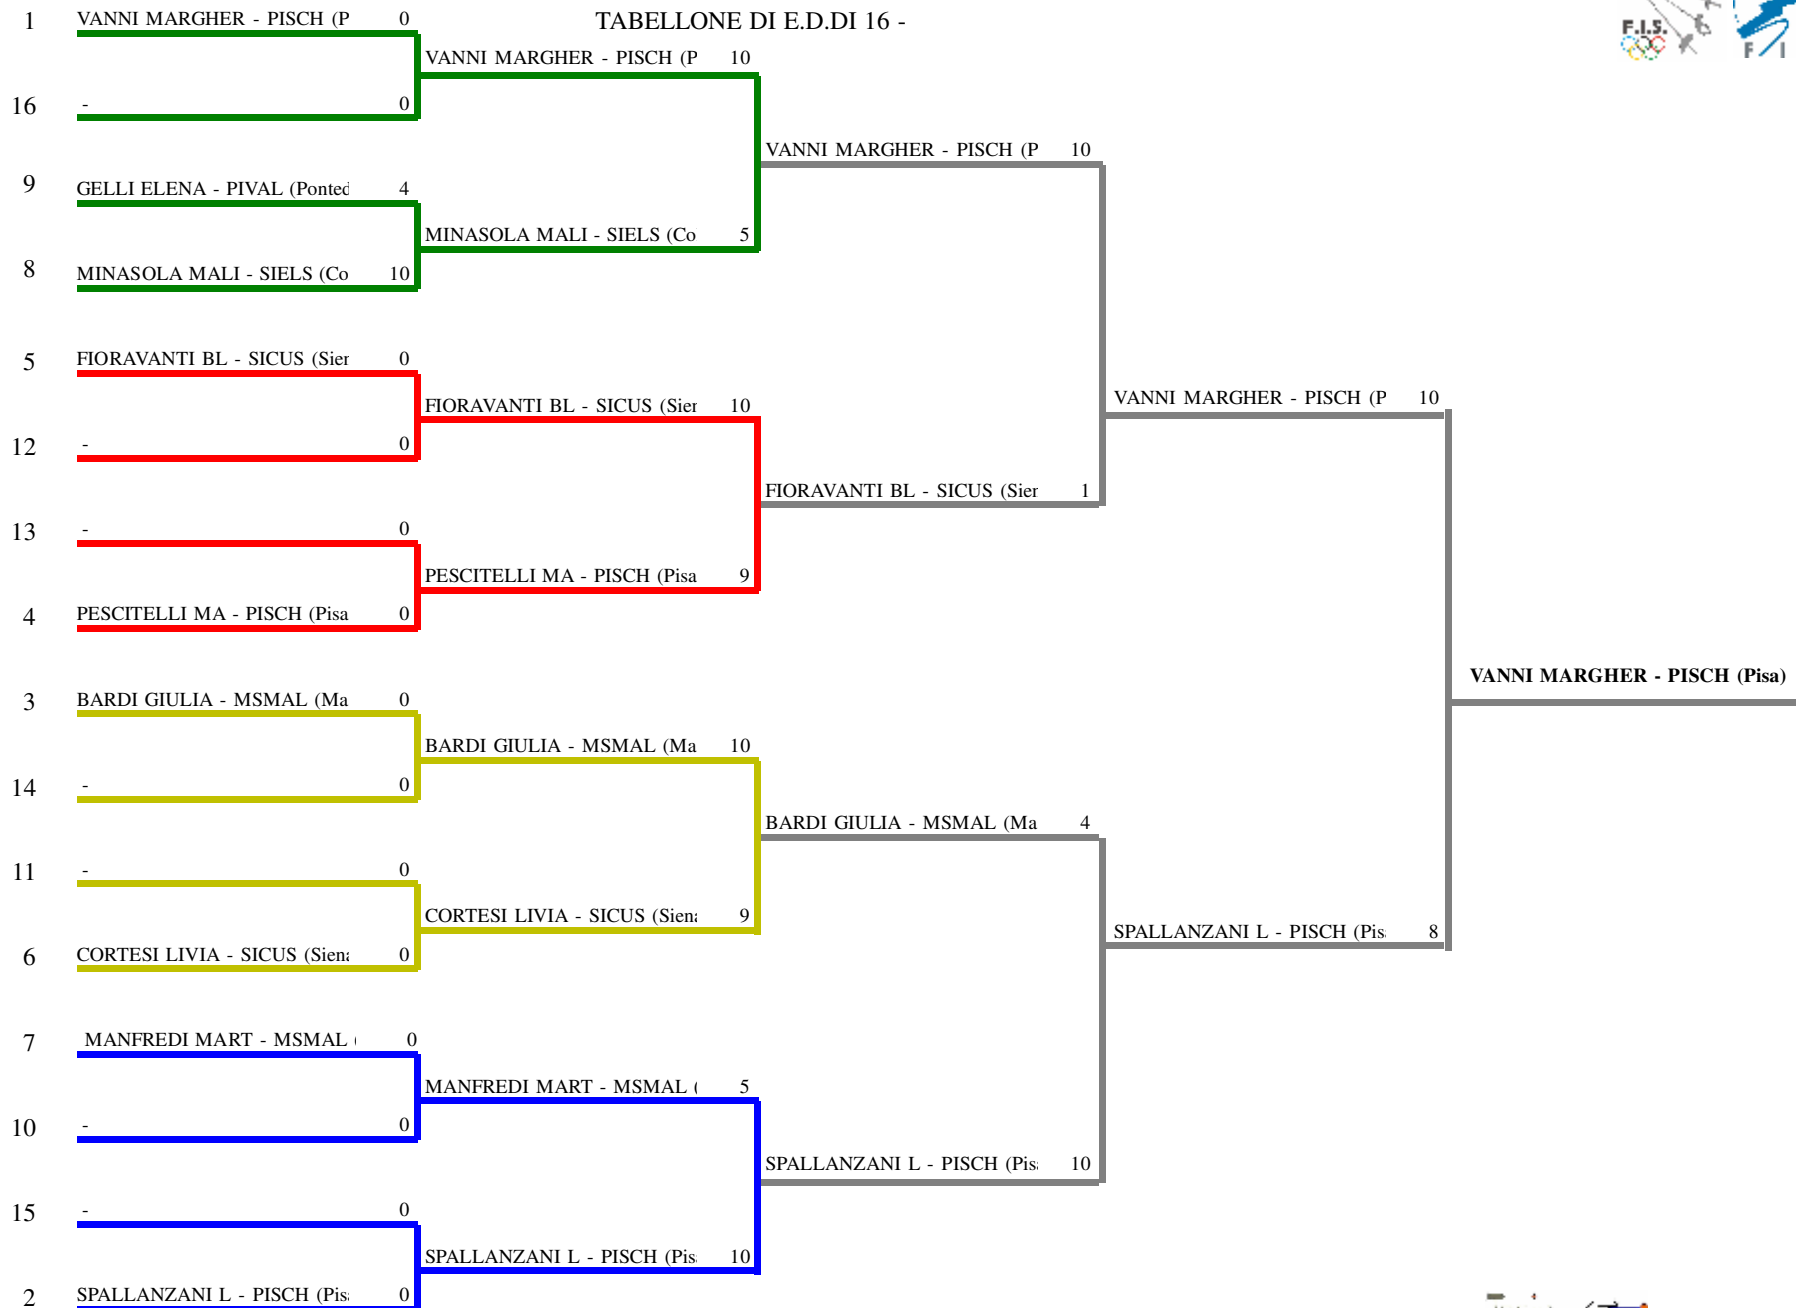 TABELLONE DI E.D.DI 16 -
F.I.S.
F I
1 VANNI MARGHER - PISCH (P 0
VANNI MARGHER - PISCH (P 10
16 - 0
VANNI MARGHER - PISCH (P 10
9 GELLI ELENA - PIVAL (Ponted 4
MINASOLA MALI - SIELS (Co 5
8 MINASOLA MALI - SIELS (Co 10
5 FIORAVANTI BL - SICUS (Sier 0
VANNI MARGHER - PISCH (P 10
FIORAVANTI BL - SICUS (Sier 10
12 - 0
FIORAVANTI BL - SICUS (Sier 1
13 - 0
PESCITELLI MA - PISCH (Pisa 9
4 PESCITELLI MA - PISCH (Pisa 0
VANNI MARGHER - PISCH (Pisa)
3 BARDI GIULIA - MSMAL (Ma 0
BARDI GIULIA - MSMAL (Ma 10
14 - 0
BARDI GIULIA - MSMAL (Ma 4
11 - 0
CORTESI LIVIA - SICUS (Siena 9
SPALLANZANI L - PISCH (Pis 8
6 CORTESI LIVIA - SICUS (Siena 0
7 MANFREDI MART - MSMAL ( 0
MANFREDI MART - MSMAL ( 5
10 - 0
SPALLANZANI L - PISCH (Pis 10
15 - 0
SPALLANZANI L - PISCH (Pis 10
2 SPALLANZANI L - PISCH (Pis 0